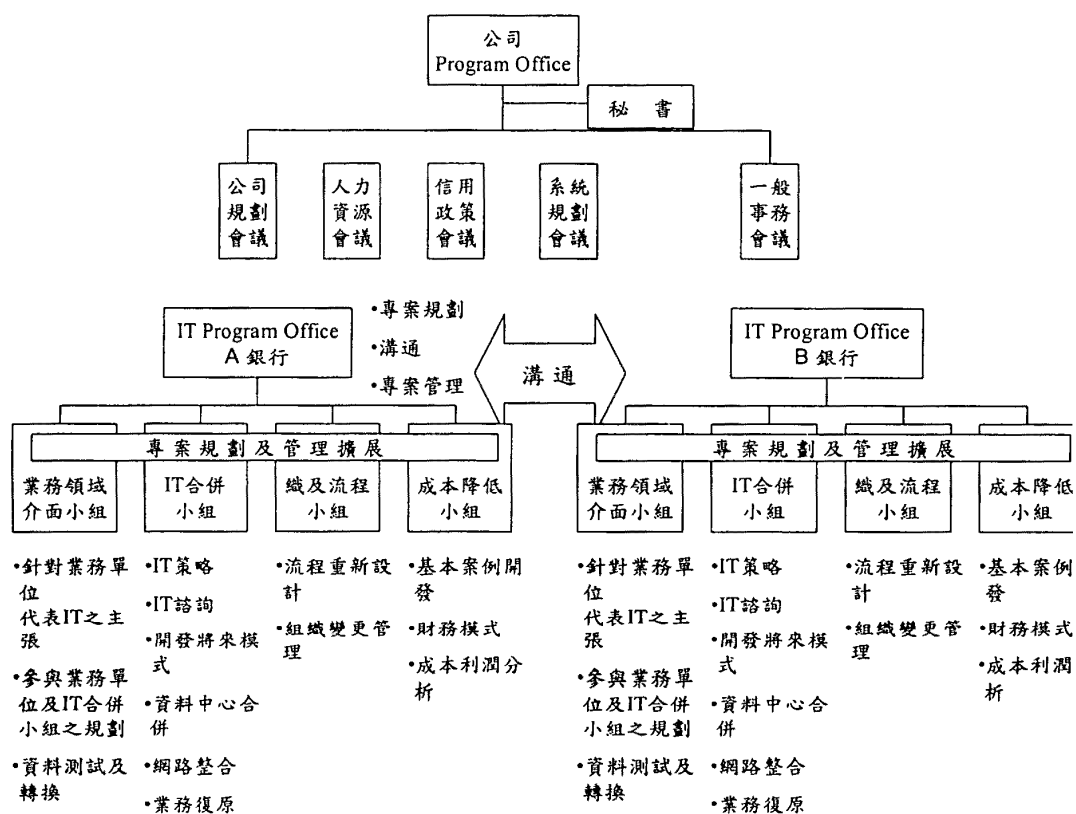 公司
Program Office
秘 書
公司
規劃
會議
人力
資源
會議
信用
政策
會議
系統
規劃
會議
一般
事務
會議
IT Program Office
A 銀行
•專案規劃
•溝通
•專案管理
溝通
IT Program Office
B 銀行
專案規劃及管理擴展
業務領域
介面小組
IT合併
小組
織及流程
小組
成本降低
小組
•針對業務單
位
代表IT之主
張
•參與業務單
位及IT合併
小組之規劃
•資料測試及
轉換
•IT策略
•IT諮詢
•開發將來模
式
•資料中心合
併
•網路整合
•業務復原
•流程重新設
計
•組織變更管
理
•基本案例開
發
•財務模式
•成本利潤分
析
專案規劃及管理擴展
業務領域
介面小組
IT合併
小組
織及流程
小組
成本降低
小組
•針對業務單
位
代表IT之主
張
•參與業務單
位及IT合併
小組之規劃
•資料測試及
轉換
•IT策略
•IT諮詢
•開發將來模
式
•資料中心合
併
•網路整合
•業務復原
•流程重新設
計
•組織變更管
理
•基本案例
發
•財務模式
•成本利潤
析